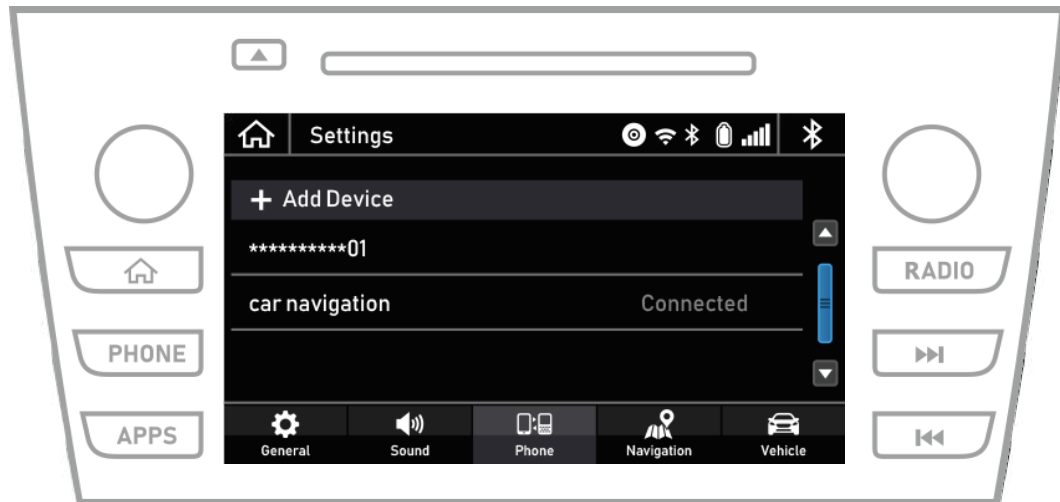 Settings
+ Add Device
**********01
car navigation Connected
RADIO
PHONE
APPS
General Sound Phone Navigation Vehicle